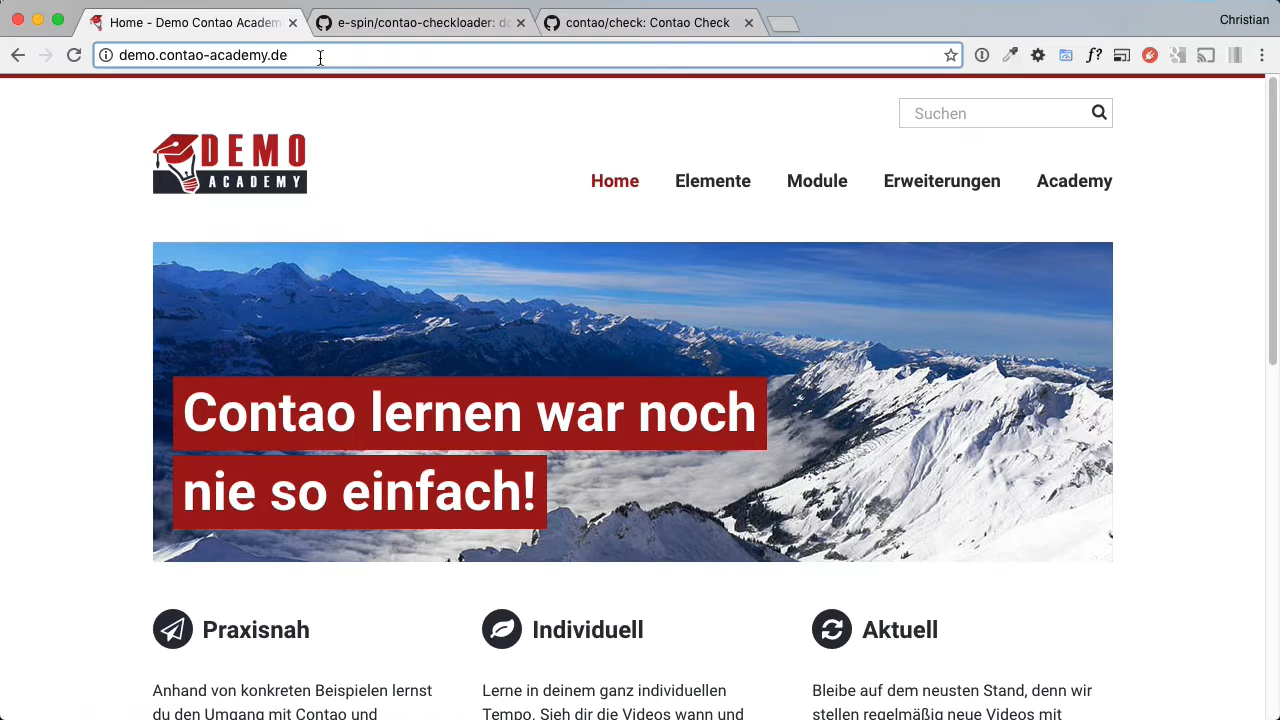 Home - Demo Contao Academ
e-spin/contao-checkloader: do
contao/check: Contao Check
Christian
demo.contao-academy.de
Suchen
DEMO
ACADEMY
Home
Elemente
Module
Erweiterungen
Academy
Contao lernen war noch
nie so einfach!
Praxisnah
Individuell
Aktuell
Anhand von konkreten Beispielen lernst
du den Umgang mit Contao und
Lerne in deinem ganz individuellen
Tempo. Sieh dir die Videos wann und
Bleibe auf dem neusten Stand, denn wir
stellen regelmäßig neue Videos mit